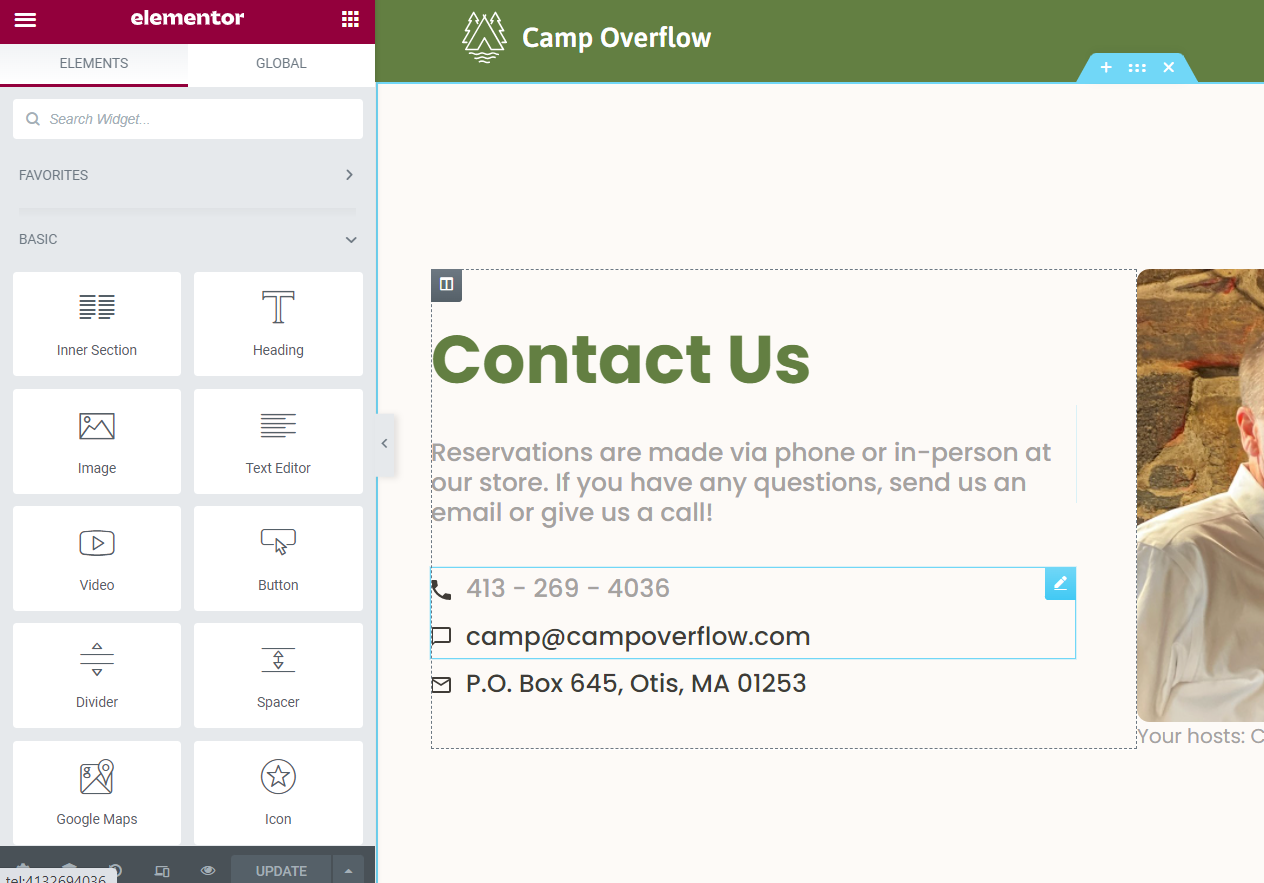 elementor
ELEMENTS
GLOBAL
Search Widget...
FAVORITES
BASIC
Inner Section
Heading
Image
Text Editor
Video
Button
Divider
Spacer
Google Maps
Icon
UPDATE
tel:4132694036
Camp Overflow
Contact Us
Reservations are made via phone or in-person at
our store. If you have any questions, send us an
email or give us a call!
413 - 269 - 4036
camp@campoverflow.com
P.O. Box 645, Otis, MA 01253
Your hosts: C